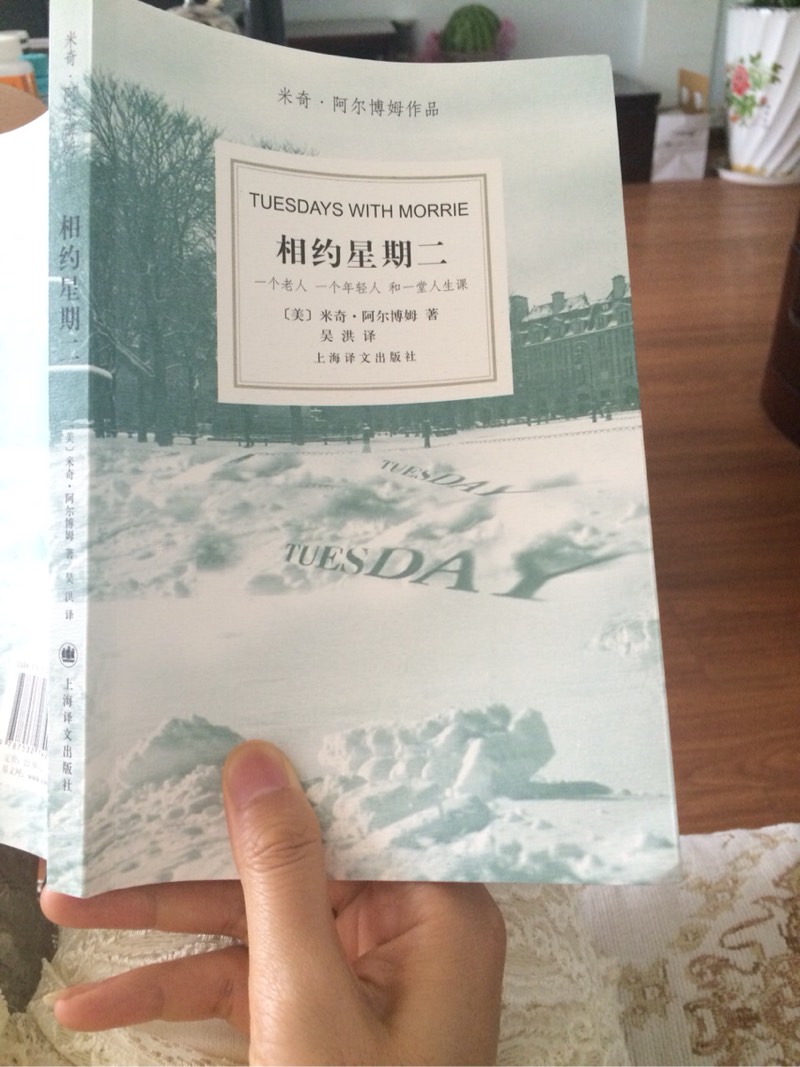 米奇·阿尔博姆作品
TUESDAYS WITH MORRIE
相约星期二
一个老人 一个年轻人 和一堂人生课
〔美〕米奇·阿尔博姆 著
吴洪 译
上海译文出版社
TUESDAY
TUESDAY
相约星期二
〔美〕米奇·阿尔博姆 著 吴洪 译
上海译文出版社